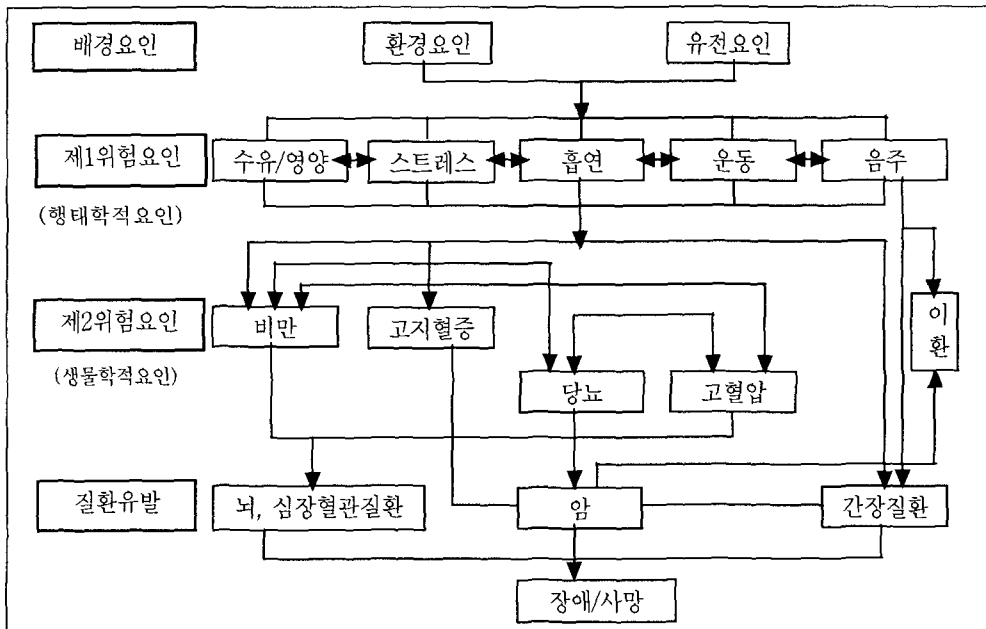 배경요인 환경요인 유전요인
제1위험요인 수유/영양 스트레스 흡연 운동 음주
(행태학적요인)
제2위험요인 비만 고지혈증 이환
(생물학적요인)
당뇨 고혈압
질환유발 뇌, 심장혈관질환 암 간장질환
장애/사망